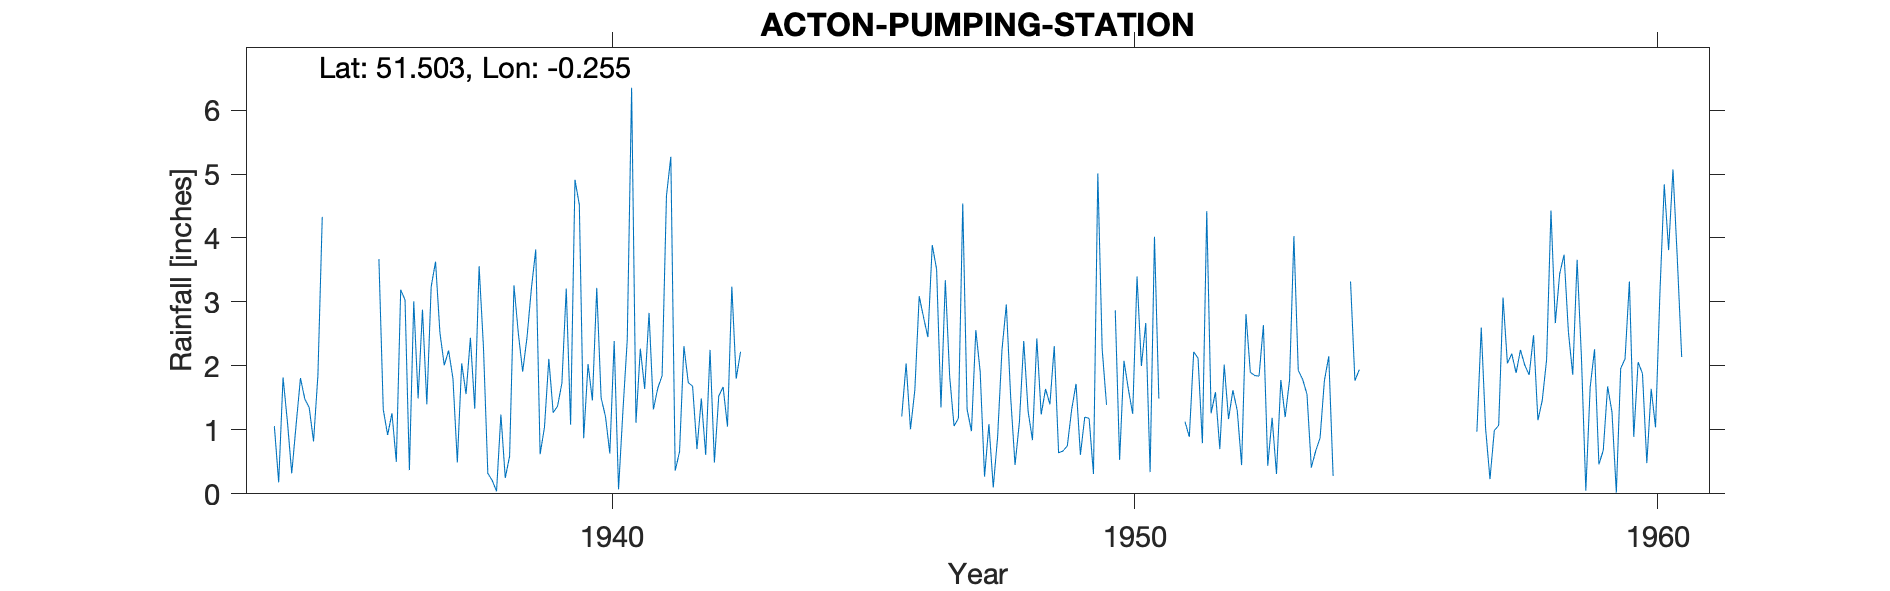 ACTON-PUMPING-STATION
Lat: 51.503, Lon: -0.255
6
5
4
3
2
1
0
Rainfall [inches]
1940 1950 1960
Year